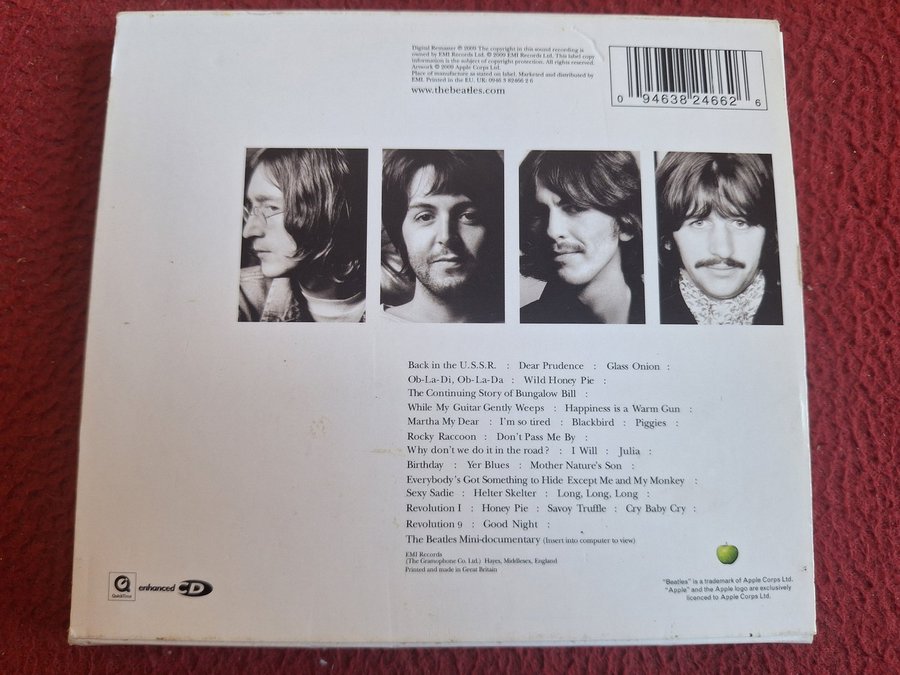 Digital Remaster ℗ 2009 The copyright in this sound recording is
owned by EMI Records Ltd. © 2009 EMI Records Ltd. This label copy
information is the subject of copyright protection. All rights reserved.
Artwork © 2009 Apple Corps Ltd.
Place of manufacture as stated on label. Marketed and distributed by
EMI. Printed in the E.U. UK: 0946 3 82466 2 6
www.thebeatles.com
0 94638 24662 6
Back in the U.S.S.R. : Dear Prudence : Glass Onion :
Ob-La-Di, Ob-La-Da : Wild Honey Pie :
The Continuing Story of Bungalow Bill :
While My Guitar Gently Weeps : Happiness is a Warm Gun :
Martha My Dear : I'm so tired : Blackbird : Piggies :
Rocky Raccoon : Don't Pass Me By :
Why don't we do it in the road? : I Will : Julia :
Birthday : Yer Blues : Mother Nature's Son :
Everybody's Got Something to Hide Except Me and My Monkey :
Sexy Sadie : Helter Skelter : Long, Long, Long :
Revolution I : Honey Pie : Savoy Truffle : Cry Baby Cry :
Revolution 9 : Good Night :
The Beatles Mini-documentary (Insert into computer to view)
EMI Records
(The Gramophone Co. Ltd.) Hayes, Middlesex, England
Printed and made in Great Britain
QuickTime
enhanced CD
"Beatles" is a trademark of Apple Corps Ltd.
"Apple" and the Apple logo are exclusively
licenced to Apple Corps Ltd.